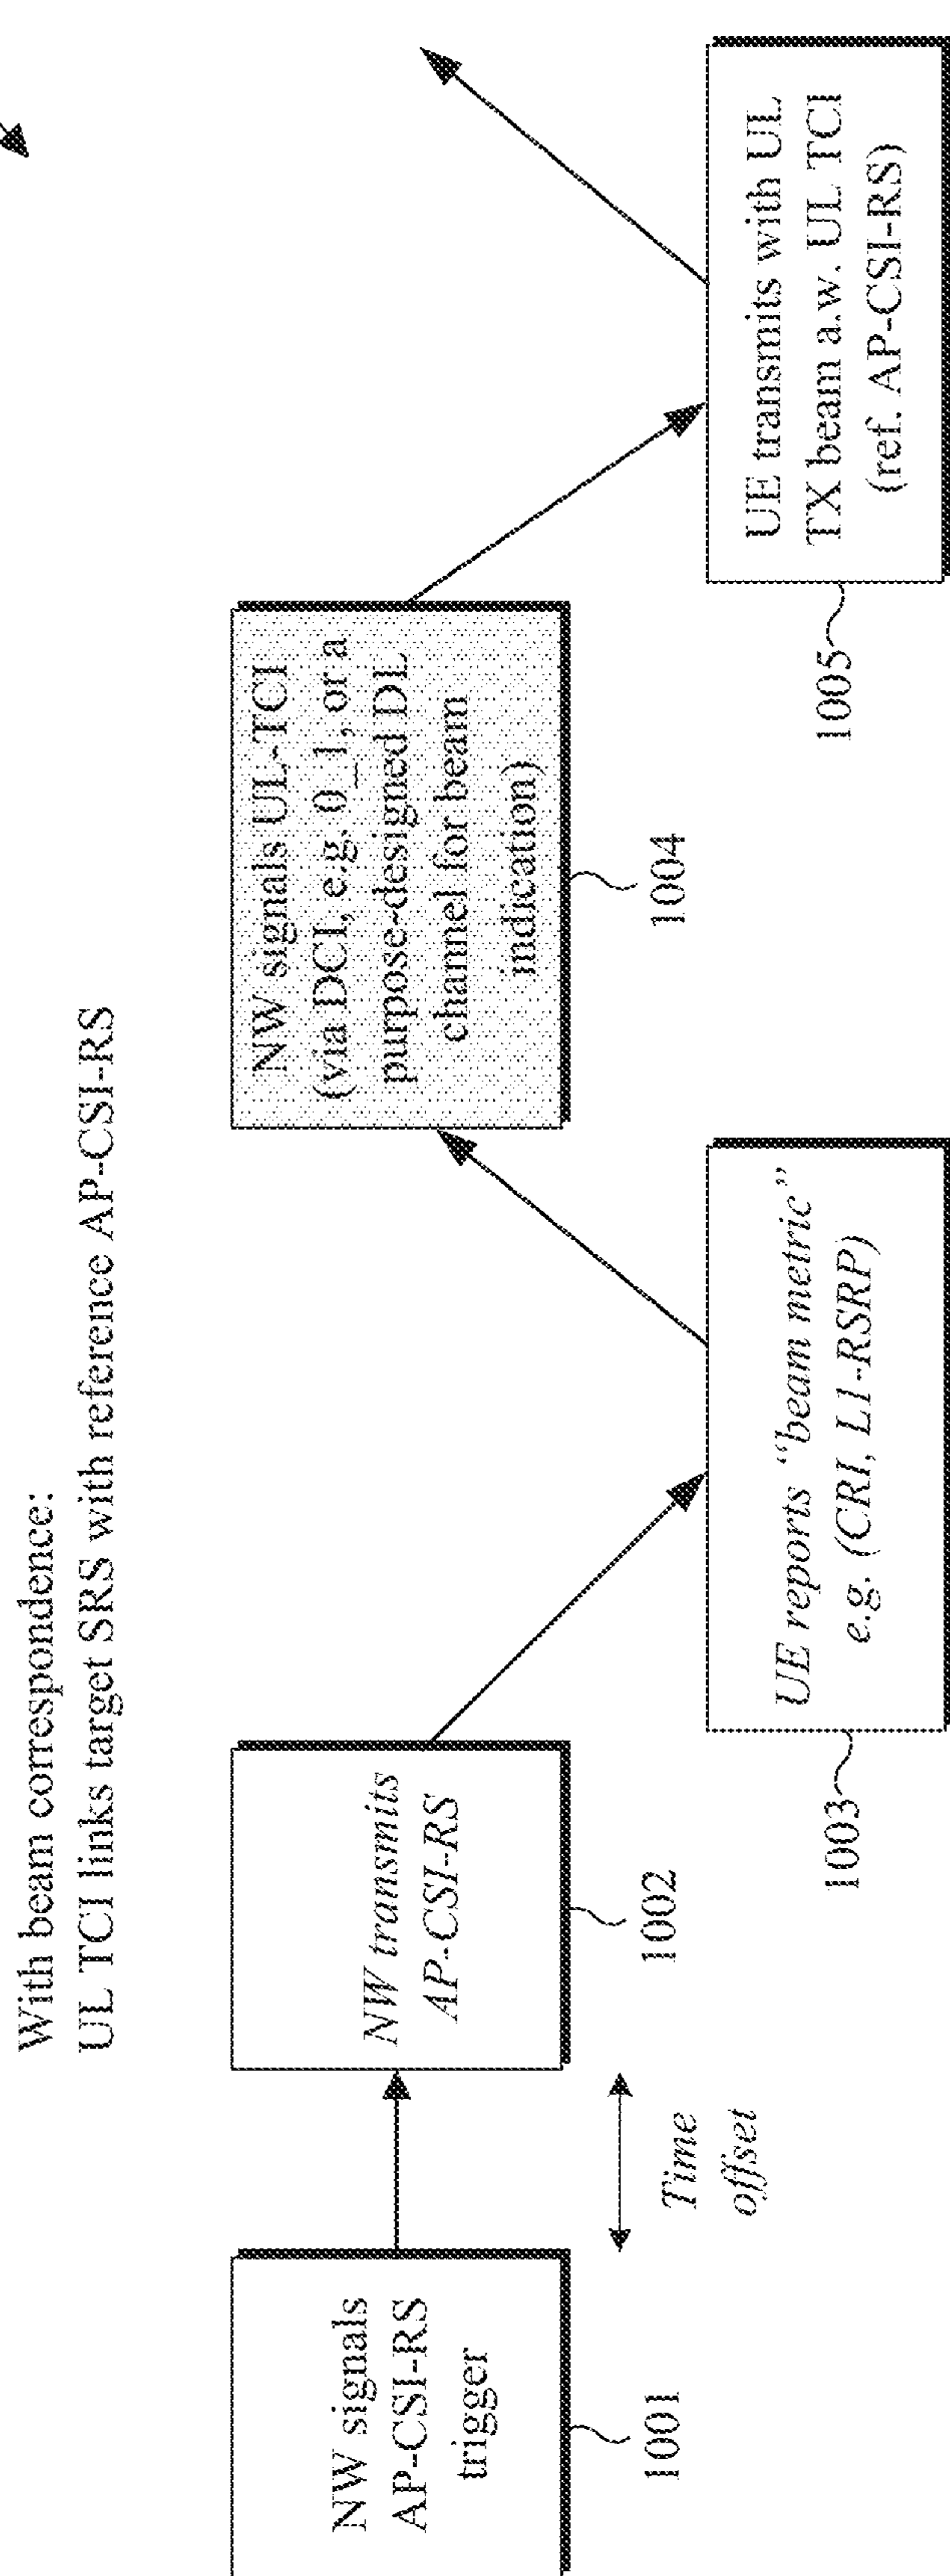 With beam correspondence:
UL TCI links target SRS with reference AP-CSI-RS
NW signals
AP-CSI-RS
trigger
1001
Time
offset
NW transmits
AP-CSI-RS
1002
UE reports “beam metric”
e.g. (CRI, L1-RSRP)
1003
NW signals UL-TCI
(via DCI, e.g. 0_1, or a
purpose-designed DL
channel for beam
indication)
1004
UE transmits with UL
TX beam a.w. UL TCI
(ref. AP-CSI-RS)
1005